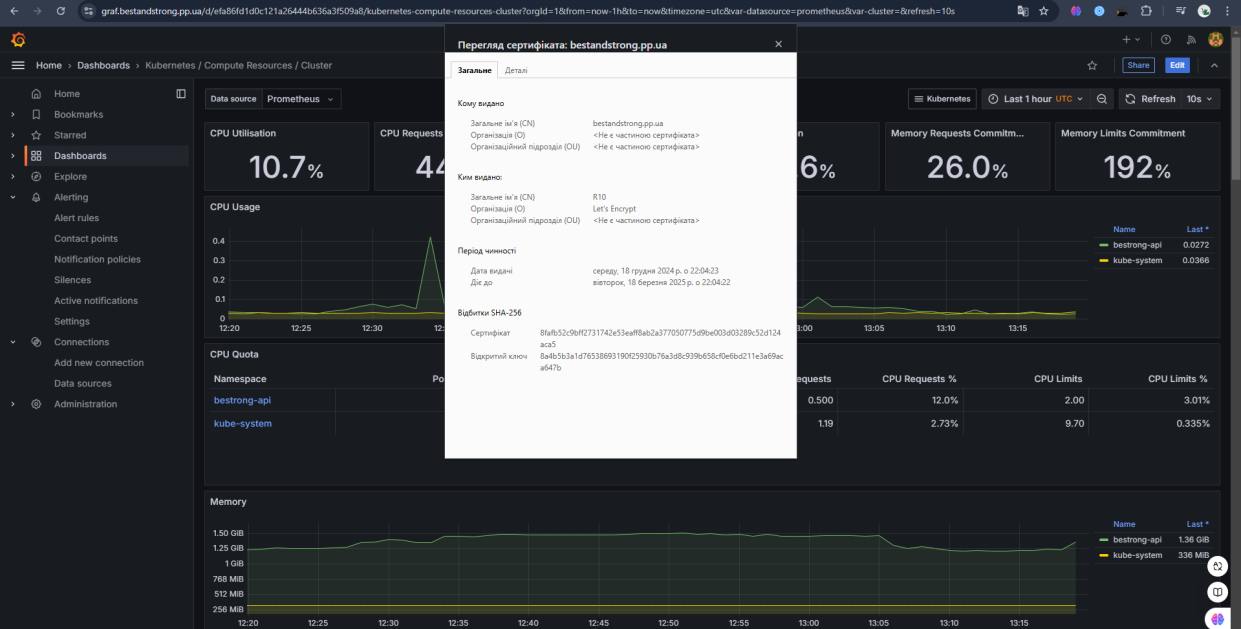 graf.bestandstrong.pp.ua/d/efa86fd1d0c121a26444b636a3f509a8/kubernetes-compute-resources-cluster?orgId=1&from=now-1h&to=now&timezone=utc&var-datasource=prometheus&var-cluster=&refresh=10s
Home › Dashboards › Kubernetes / Compute Resources / Cluster
Share
Edit
Home
Bookmarks
Starred
Dashboards
Explore
Alerting
Alert rules
Contact points
Notification policies
Silences
Active notifications
Settings
Connections
Add new connection
Data sources
Administration
Data source Prometheus
Kubernetes
Last 1 hour UTC
Refresh 10s
CPU Utilisation
10.7%
CPU Requests
Memory Requests Commitm...
26.0%
Memory Limits Commitment
192%
CPU Usage
0.4
0.3
0.2
0.1
0
12:20 12:25 12:30 13:05 13:10 13:15
Name Last *
bestrong-api 0.0272
kube-system 0.0366
CPU Quota
Namespace CPU Requests % CPU Limits CPU Limits %
bestrong-api 0.500 12.0% 2.00 3.01%
kube-system 1.19 2.73% 9.70 0.335%
Memory
1.50 GiB
1.25 GiB
1 GiB
768 MiB
512 MiB
256 MiB
12:20 12:25 12:30 12:35 12:40 12:45 12:50 12:55 13:00 13:05 13:10 13:15
Name Last *
bestrong-api 1.36 GiB
kube-system 336 MiB
Перегляд сертифіката: bestandstrong.pp.ua
Загальне Деталі
Кому видано
Загальне ім'я (CN) bestandstrong.pp.ua
Організація (O) <Не є частиною сертифіката>
Організаційний підрозділ (OU) <Не є частиною сертифіката>
Ким видано:
Загальне ім'я (CN) R10
Організація (O) Let's Encrypt
Організаційний підрозділ (OU) <Не є частиною сертифіката>
Період чинності
Дата видачі середу, 18 грудня 2024 р. о 22:04:23
Діє до вівторок, 18 березня 2025 р. о 22:04:22
Відбитки SHA-256
Сертифікат 8fafb52c9bff2731742e53eaff8ab2a377050775d9be003d03289c52d124
aca5
Відкритий ключ 8a4b5b3a1d76538693190f25930b76a3d8c939b658cf0e6bd211e3a69ac
a647b